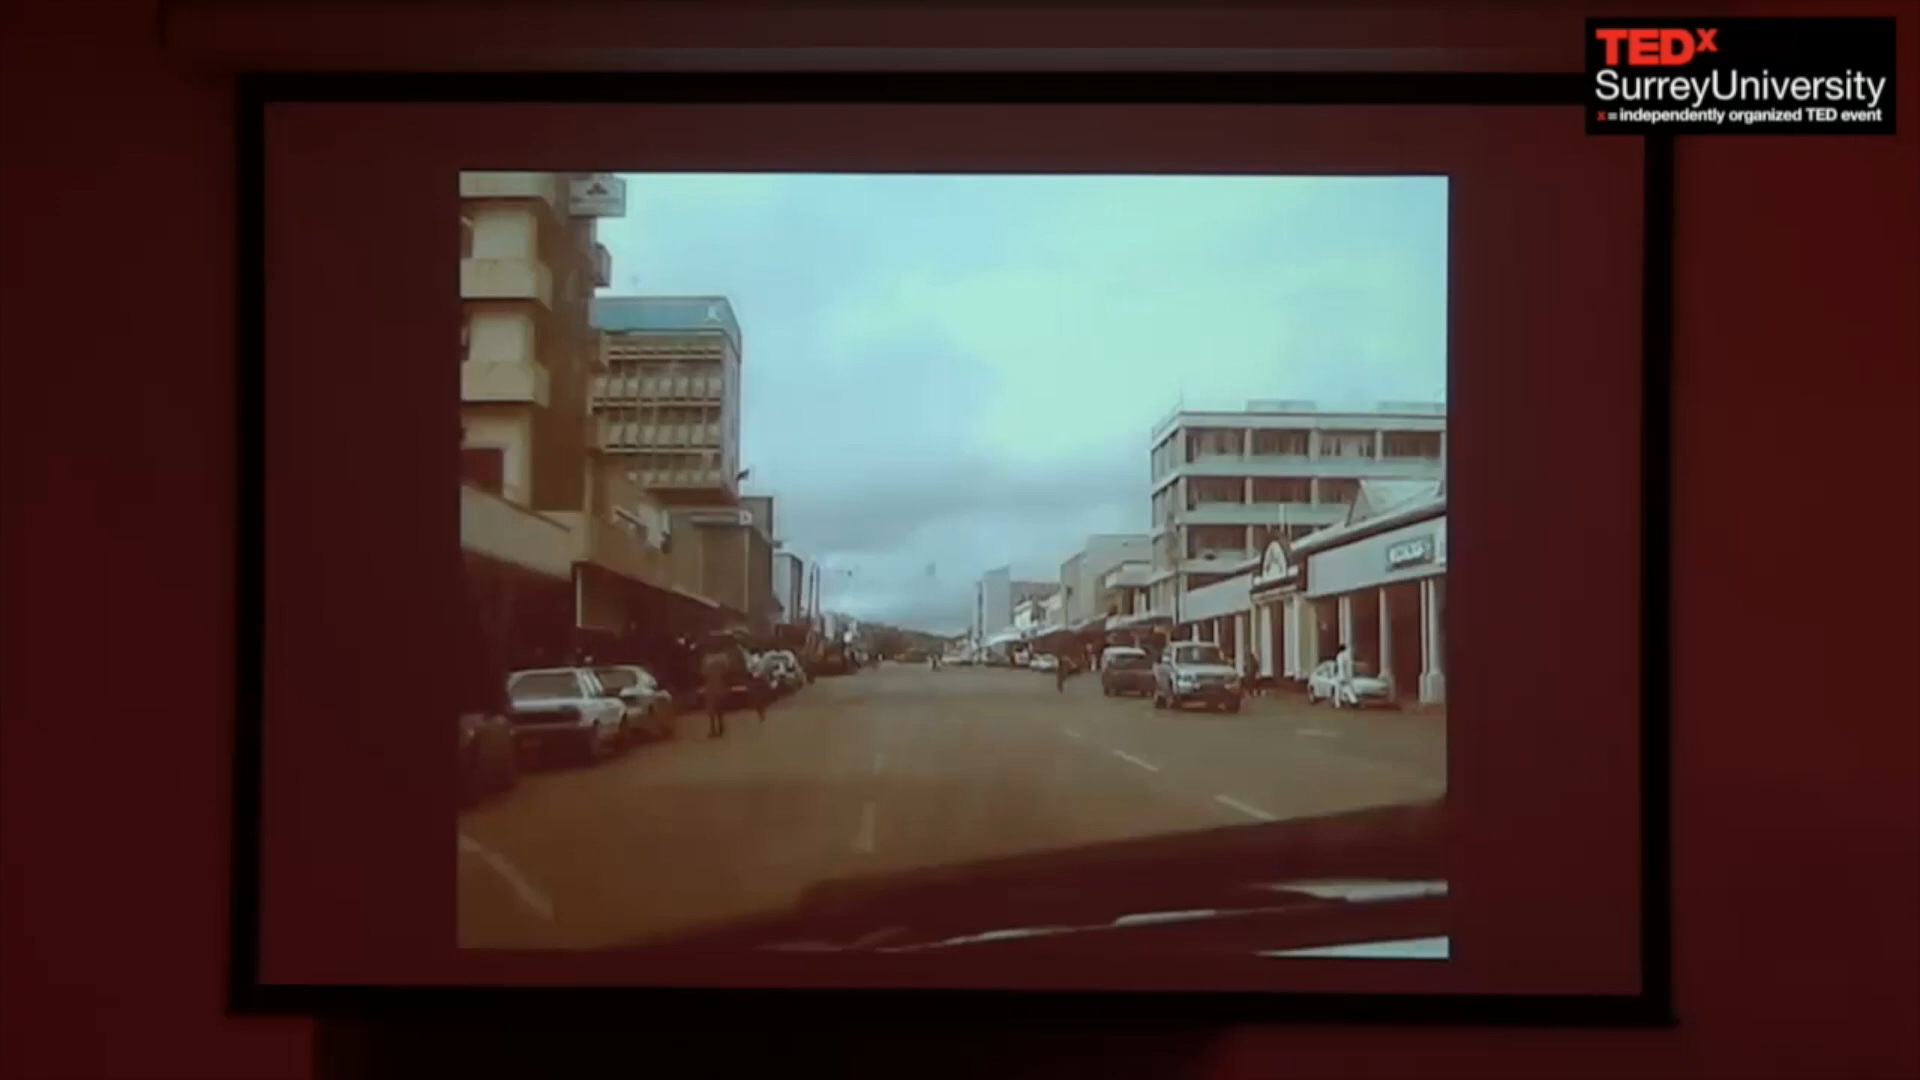 TEDx
SurreyUniversity
x = independently organized TED event